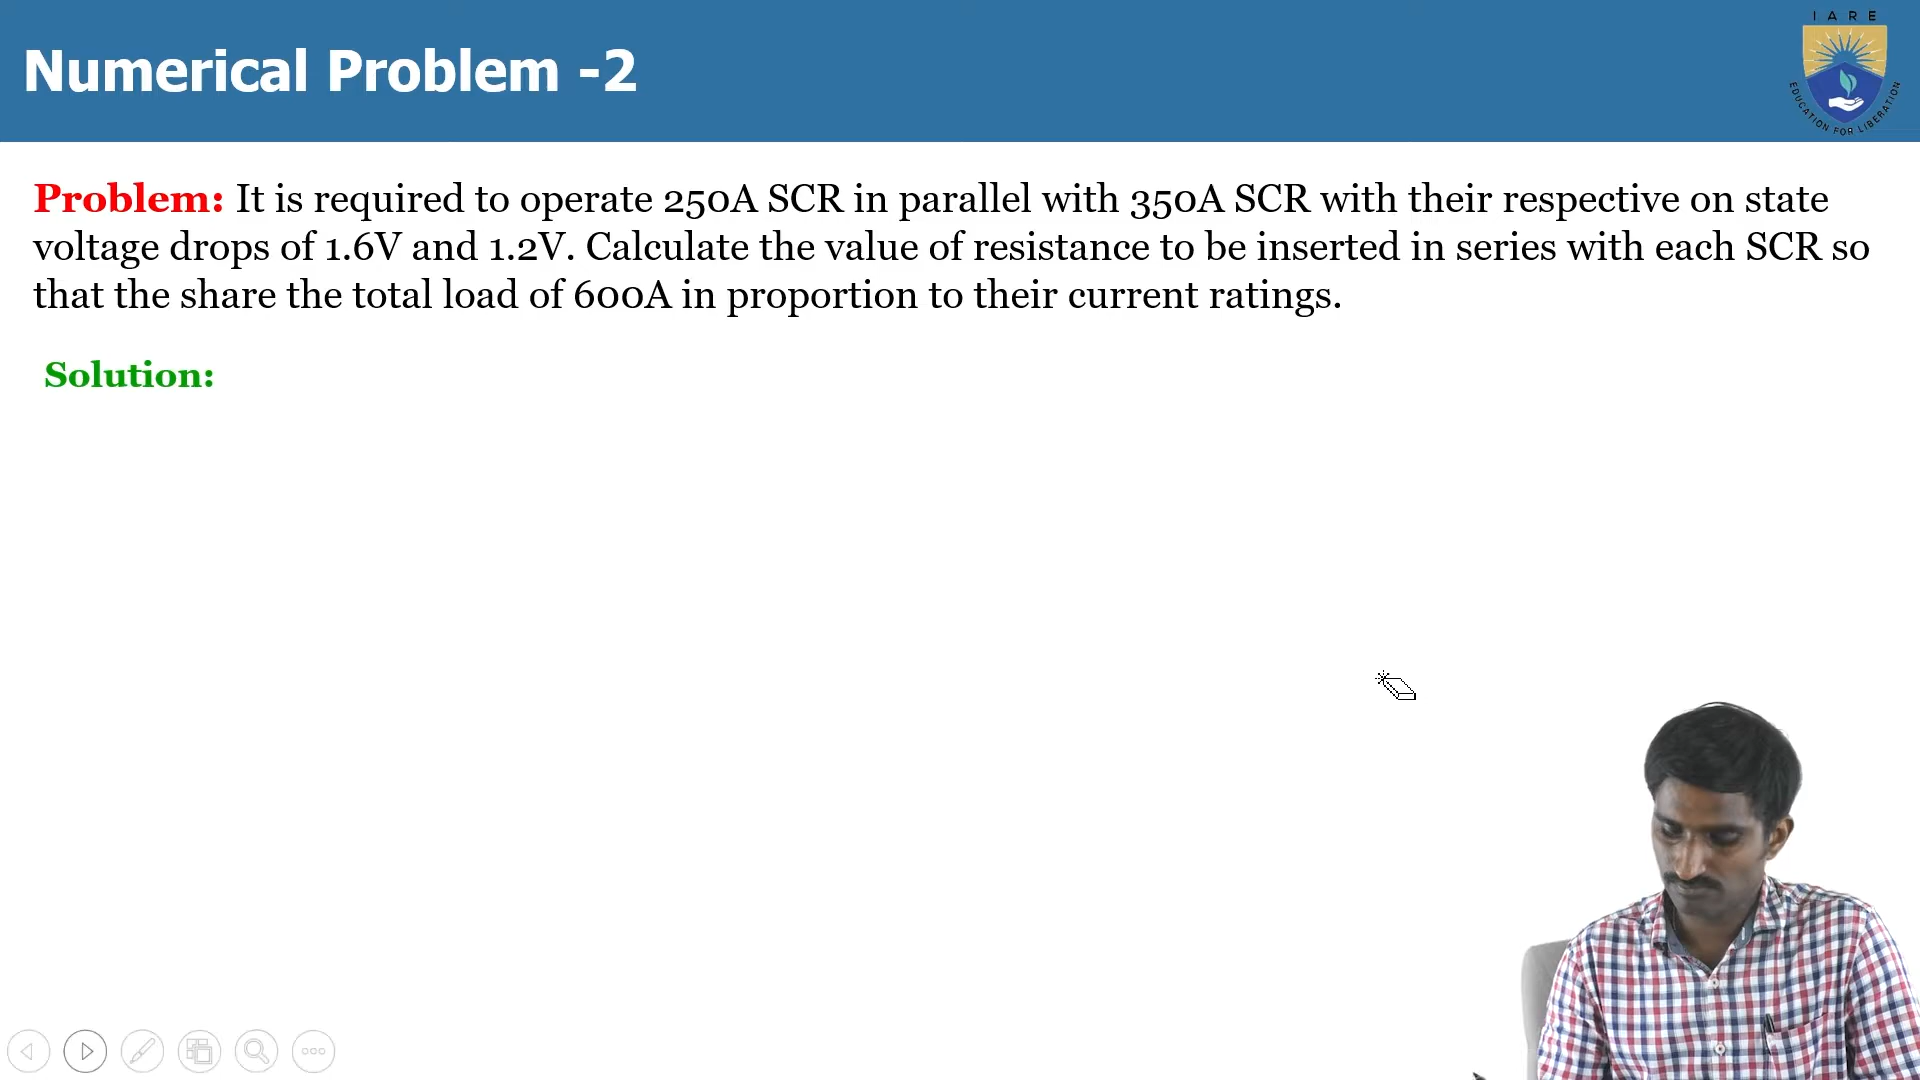 Numerical Problem -2
I A R E
EDUCATION FOR LIBERATION
Problem: It is required to operate 250A SCR in parallel with 350A SCR with their respective on state
voltage drops of 1.6V and 1.2V. Calculate the value of resistance to be inserted in series with each SCR so
that the share the total load of 600A in proportion to their current ratings.
Solution: